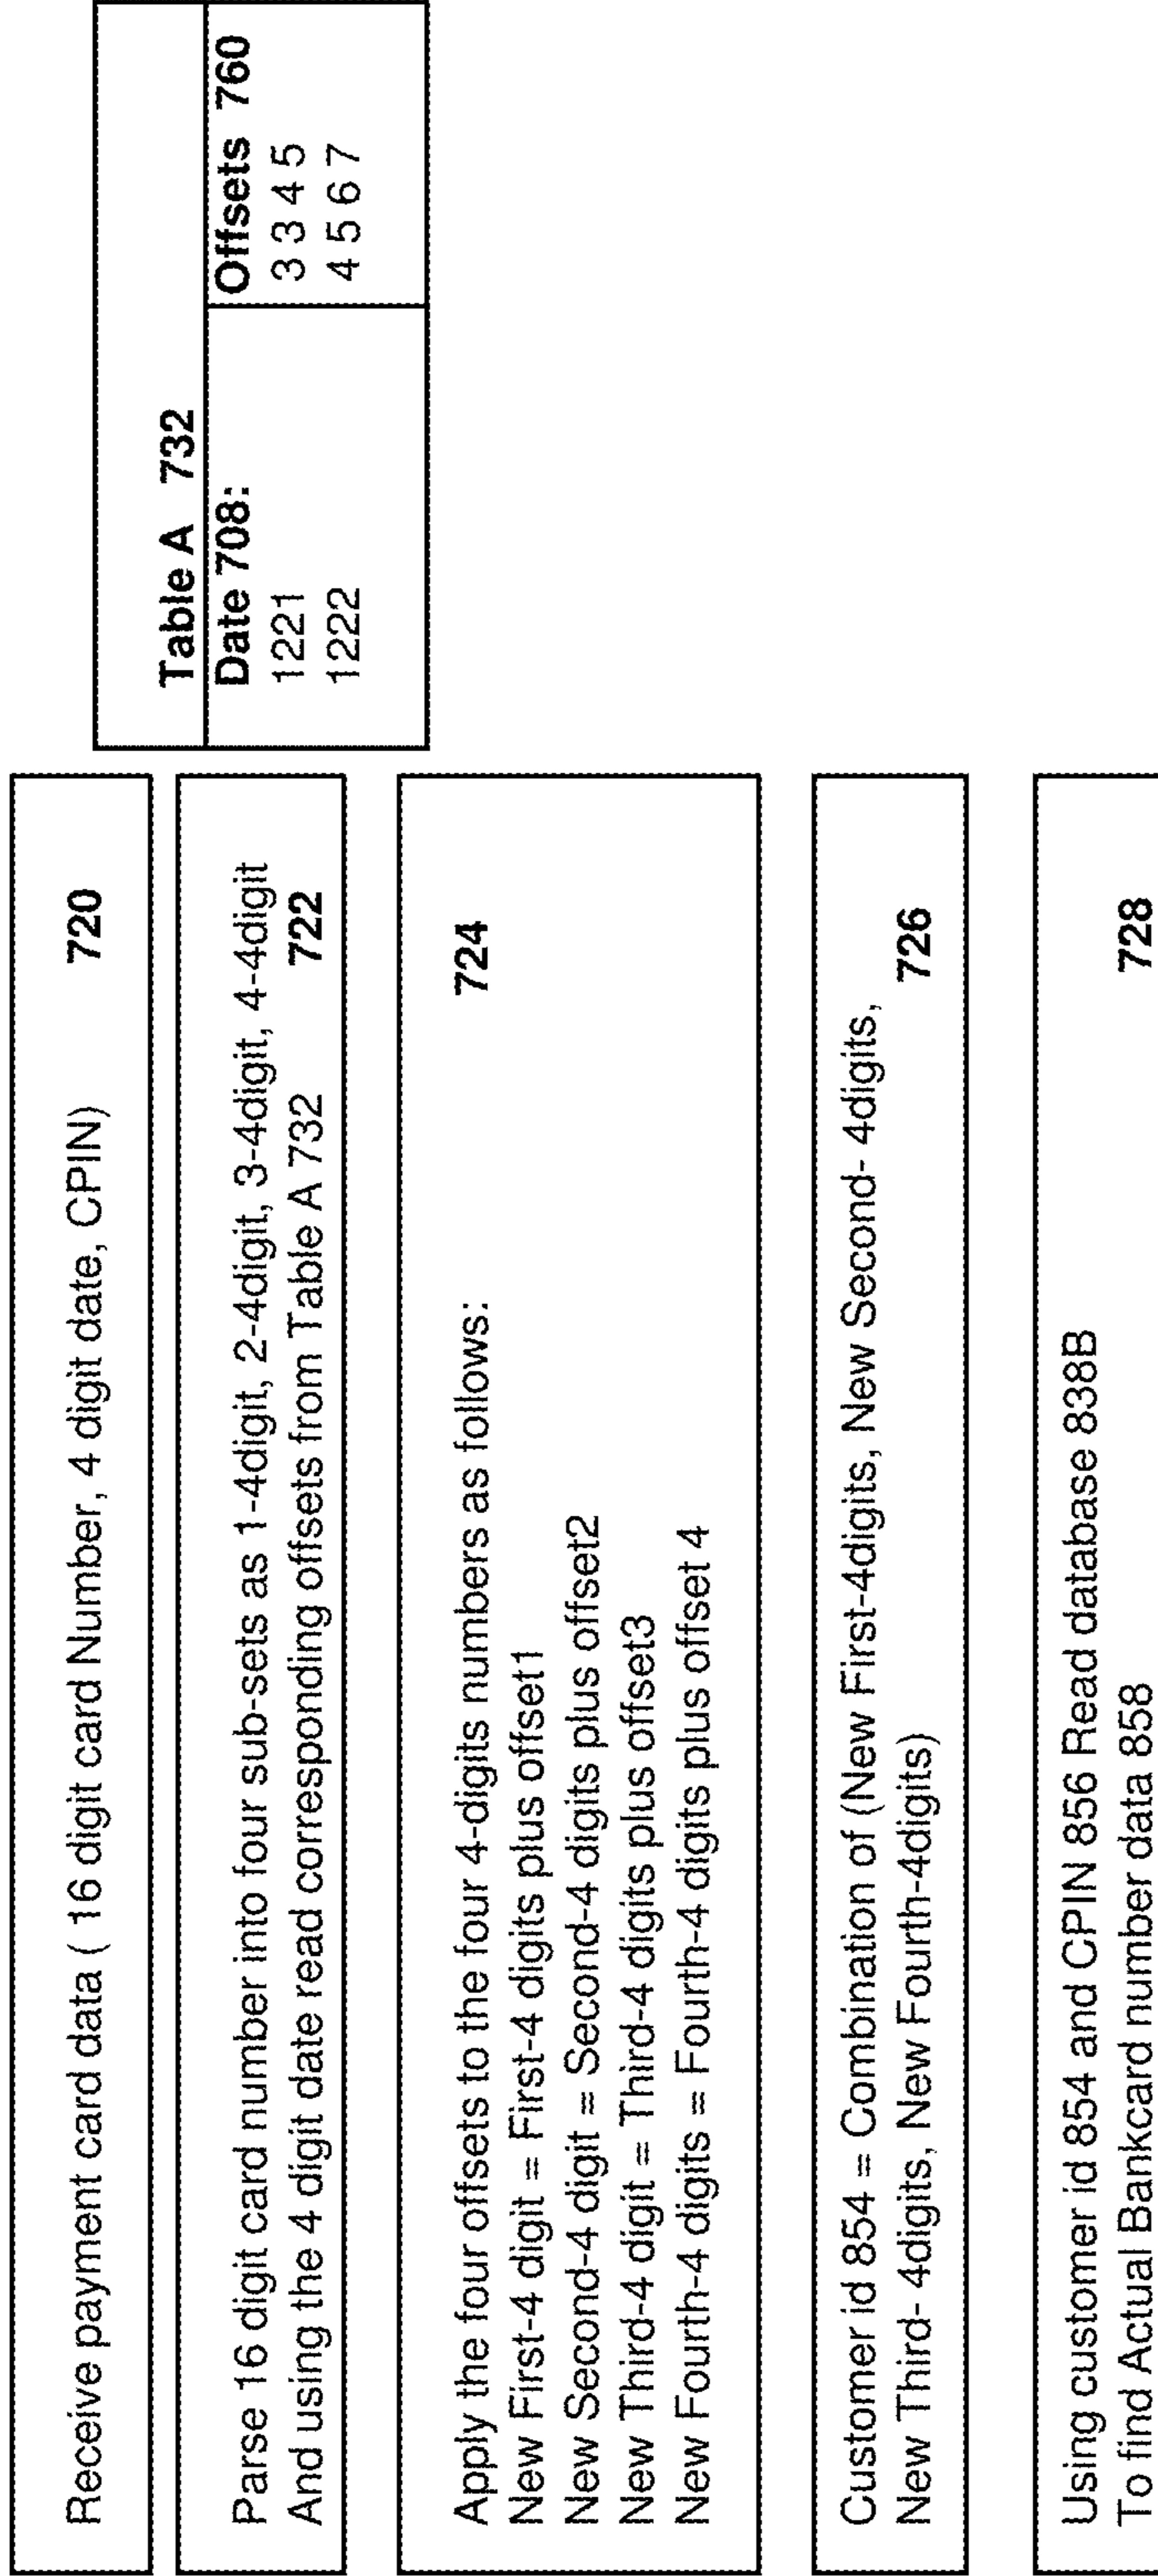 Receive payment card data ( 16 digit card Number, 4 digit date, CPIN) 720
Parse 16 digit card number into four sub-sets as 1-4digit, 2-4digit, 3-4digit, 4-4digit
And using the 4 digit date read corresponding offsets from Table A 732 722
Apply the four offsets to the four 4-digits numbers as follows: 724
New First-4 digit = First-4 digits plus offset1
New Second-4 digit = Second-4 digits plus offset2
New Third-4 digit = Third-4 digits plus offset3
New Fourth-4 digits = Fourth-4 digits plus offset 4
Customer id 854 = Combination of (New First-4digits, New Second- 4digits,
New Third- 4digits, New Fourth-4digits) 726
Using customer id 854 and CPIN 856 Read database 838B
To find Actual Bankcard number data 858 728
Table A 732
Date 708: Offsets 760
1221 3 3 4 5
1222 4 5 6 7